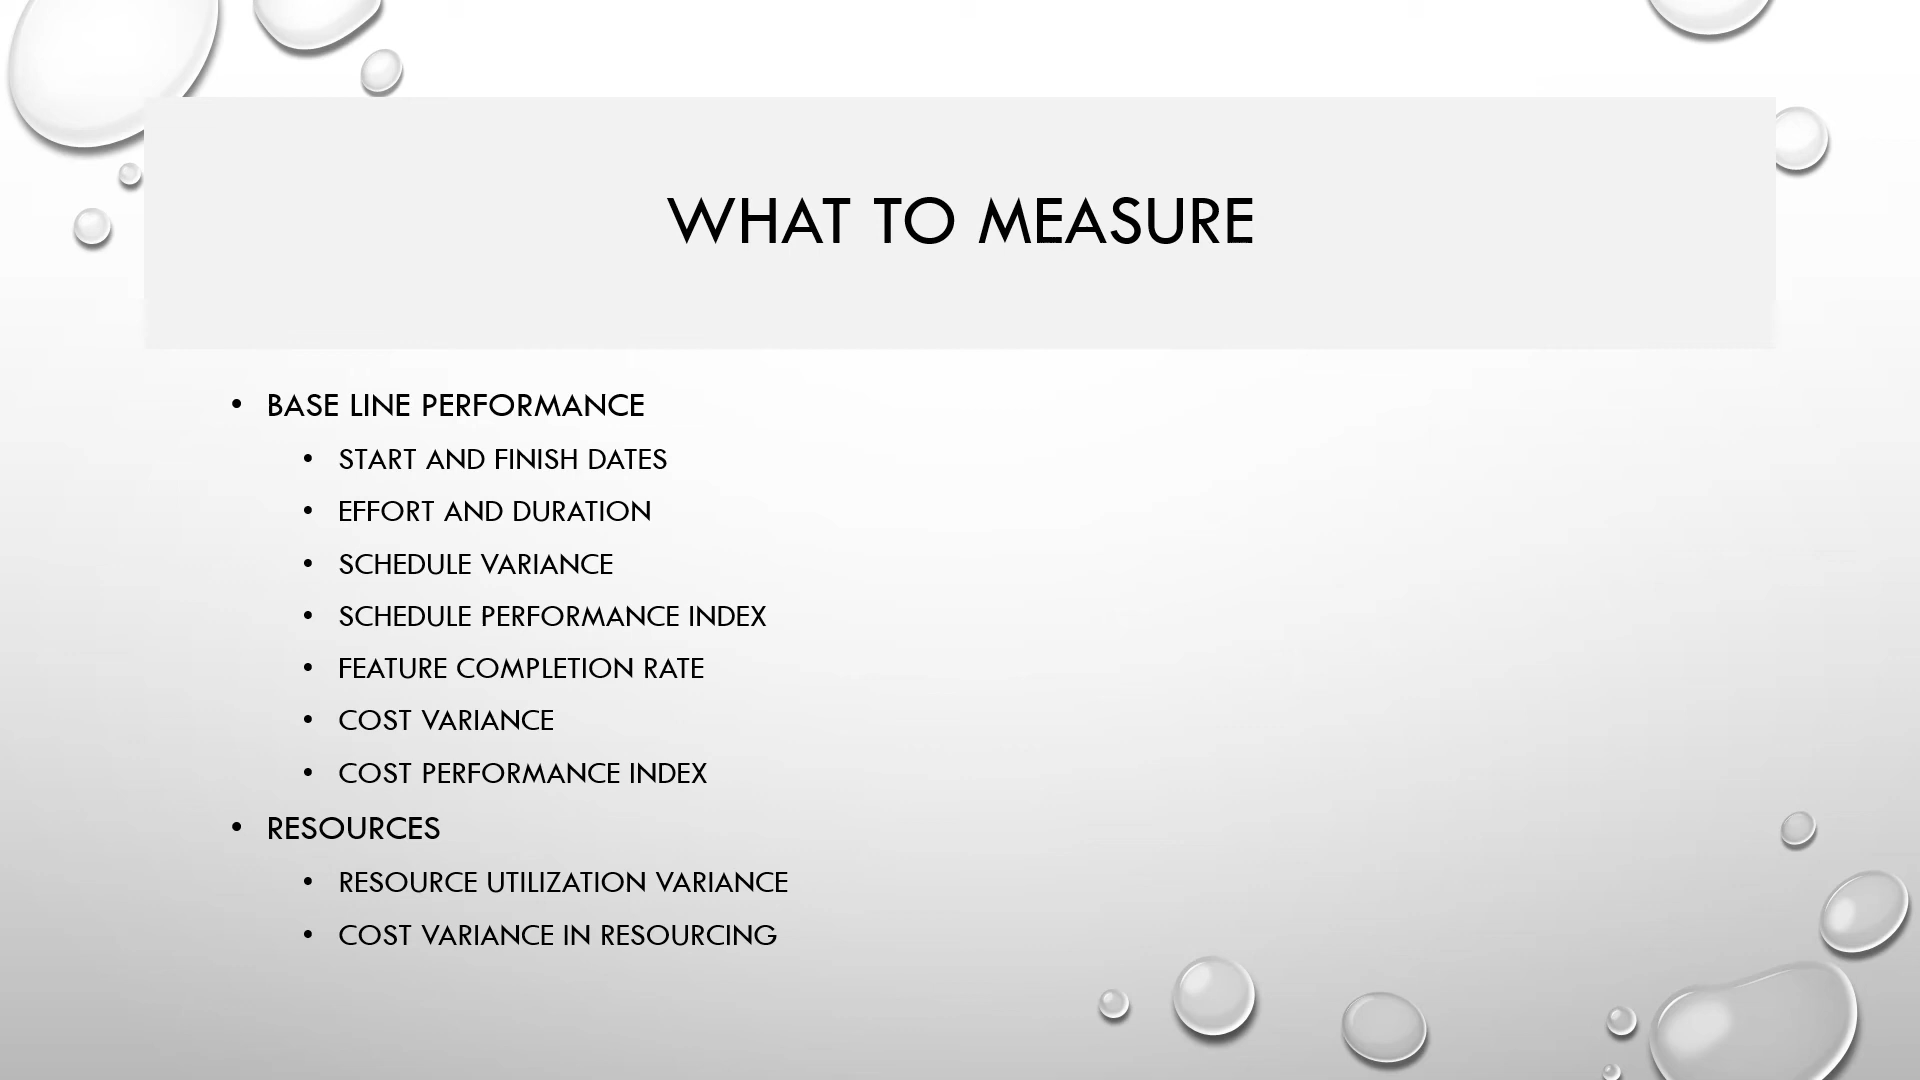 WHAT TO MEASURE
• BASE LINE PERFORMANCE
• START AND FINISH DATES
• EFFORT AND DURATION
• SCHEDULE VARIANCE
• SCHEDULE PERFORMANCE INDEX
• FEATURE COMPLETION RATE
• COST VARIANCE
• COST PERFORMANCE INDEX
• RESOURCES
• RESOURCE UTILIZATION VARIANCE
• COST VARIANCE IN RESOURCING